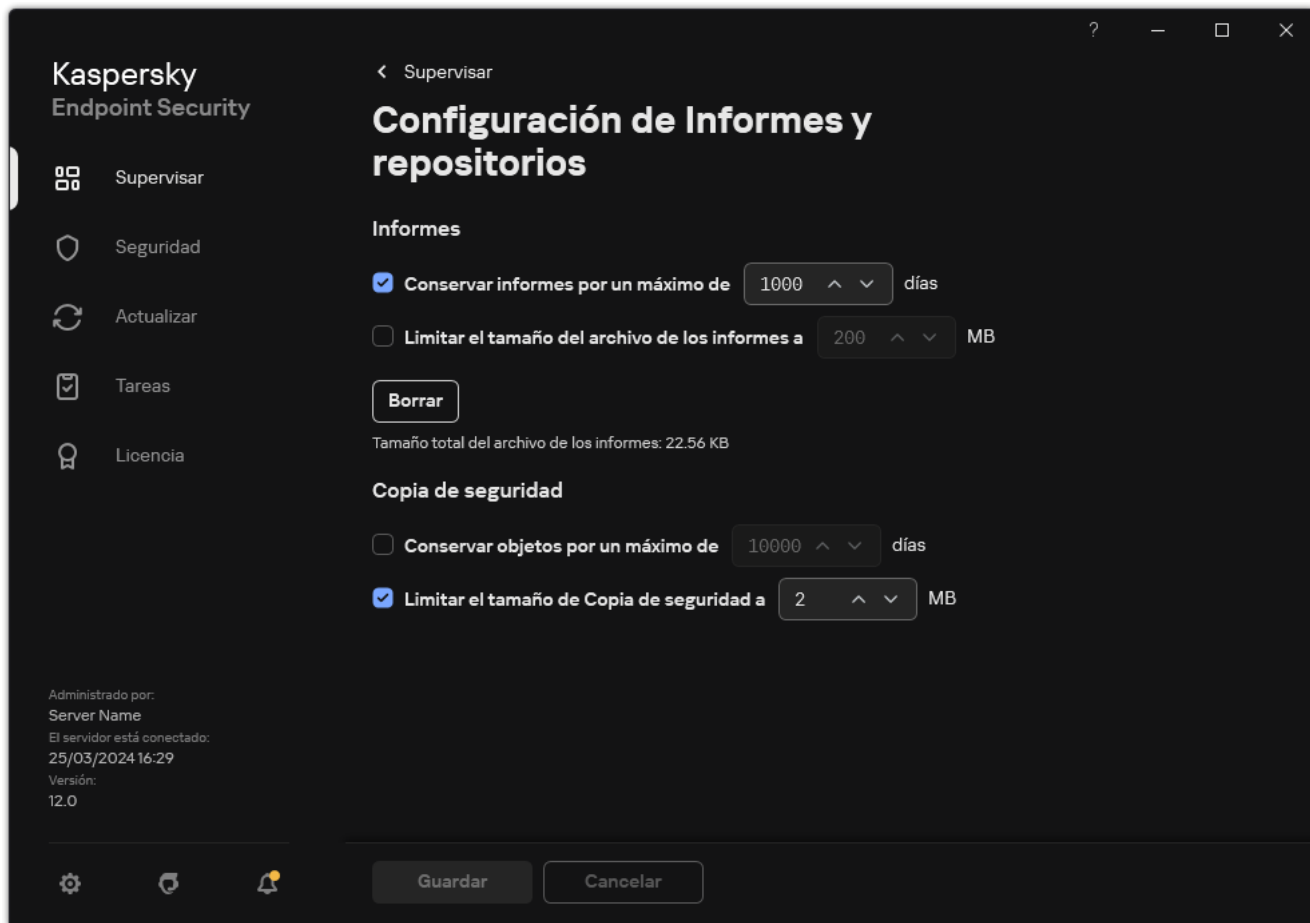 ?
Kaspersky
Endpoint Security
Supervisar
Seguridad
Actualizar
Tareas
Licencia
Administrado por:
Server Name
El servidor está conectado:
25/03/2024 16:29
Versión:
12.0
Supervisar
Configuración de Informes y
repositorios
Informes
Conservar informes por un máximo de 1000 días
Limitar el tamaño del archivo de los informes a 200 MB
Borrar
Tamaño total del archivo de los informes: 22.56 KB
Copia de seguridad
Conservar objetos por un máximo de 10000 días
Limitar el tamaño de Copia de seguridad a 2 MB
Guardar Cancelar